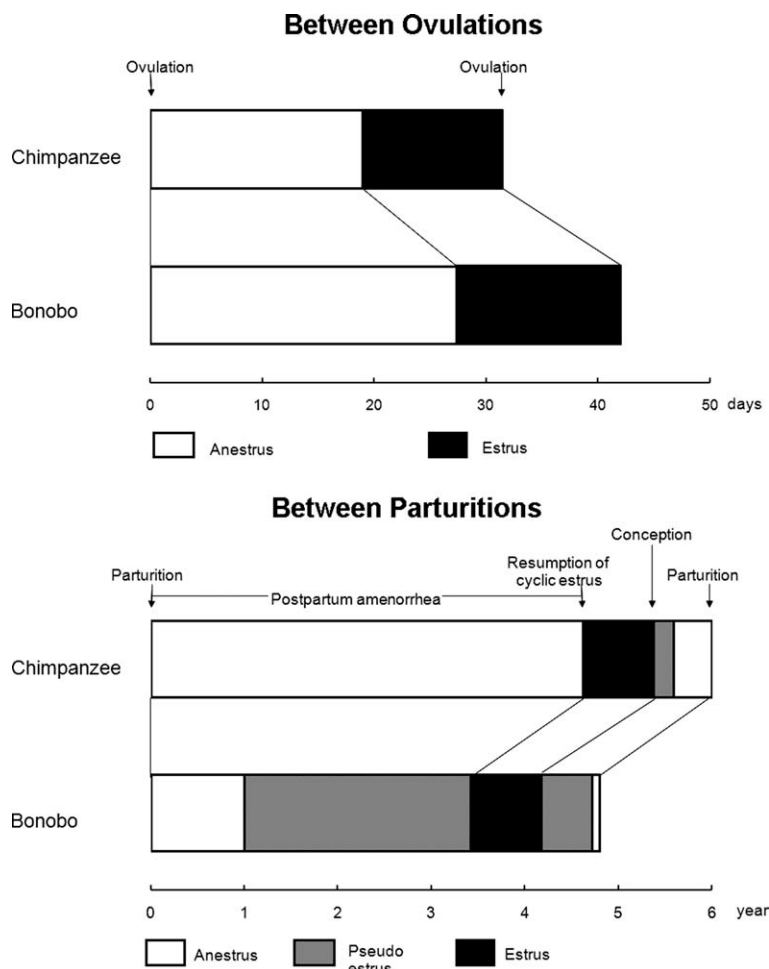 Between Ovulations
Ovulation Ovulation
Chimpanzee
Bonobo
0 10 20 30 40 50 days
Anestrus Estrus
Between Parturitions
Conception
Parturition Resumption of cyclic estrus Parturition
Postpartum amenorrhea
Chimpanzee
Bonobo
0 1 2 3 4 5 6 year
Anestrus Pseudo estrus Estrus